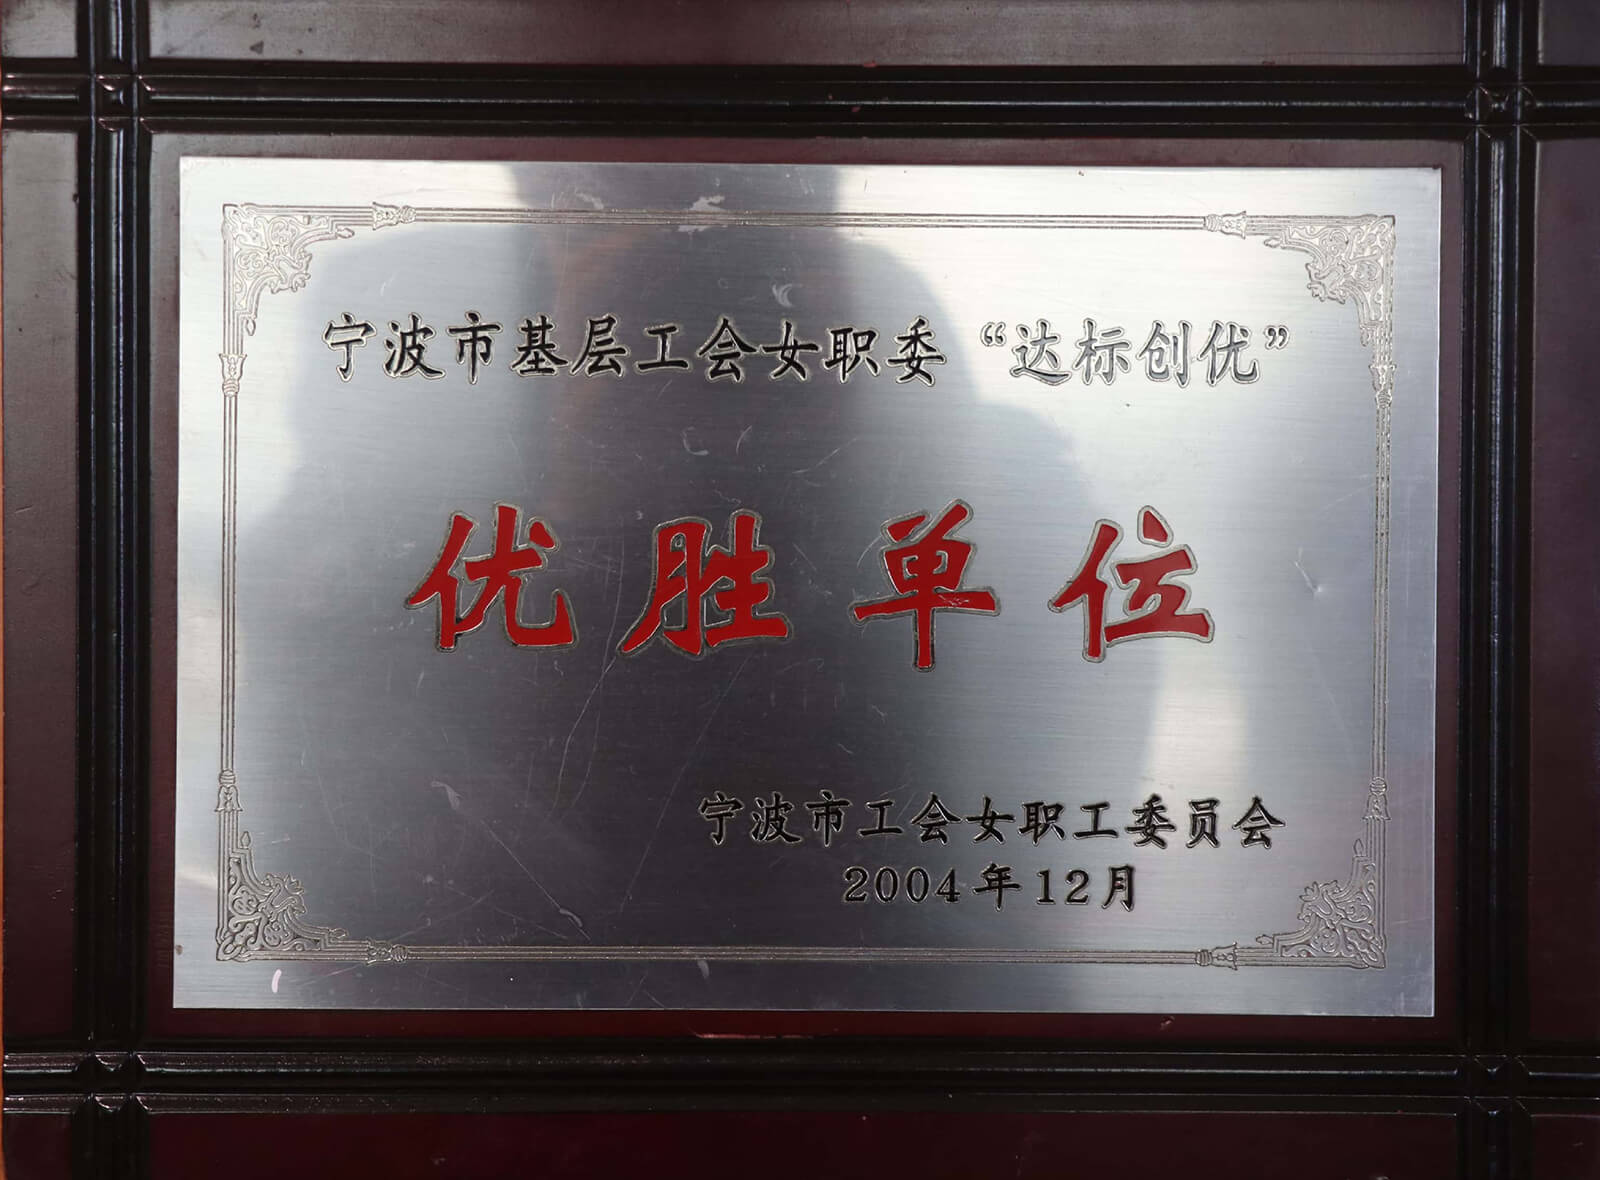 宁波市基层工会女职委“达标创优”
优胜单位
宁波市工会女职工委员会
2004年12月